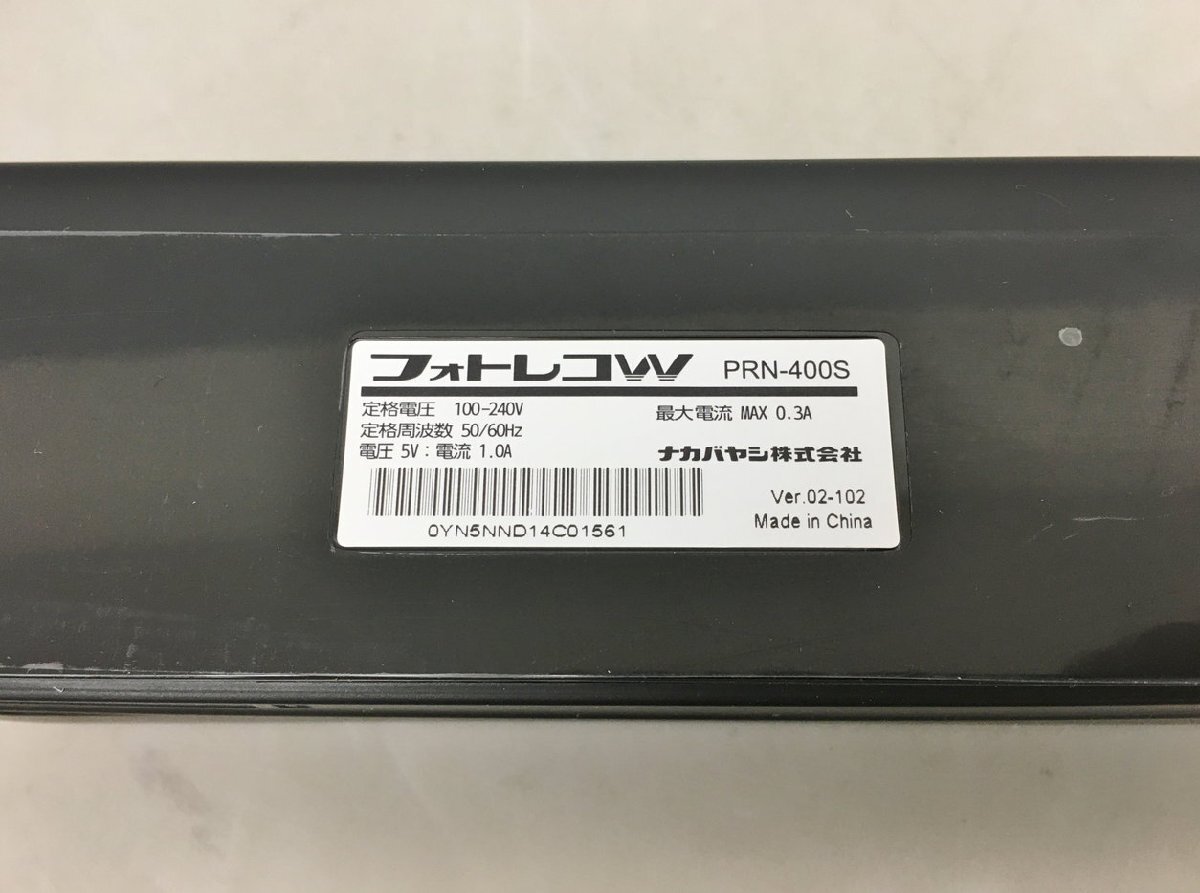 フォトレコW PRN-400S
定格電圧 100-240V 最大電流 MAX 0.3A
定格周波数 50/60Hz
電圧 5V：電流 1.0A ナカバヤシ株式会社
Ver.02-102
0YN5NND14C01561 Made in China